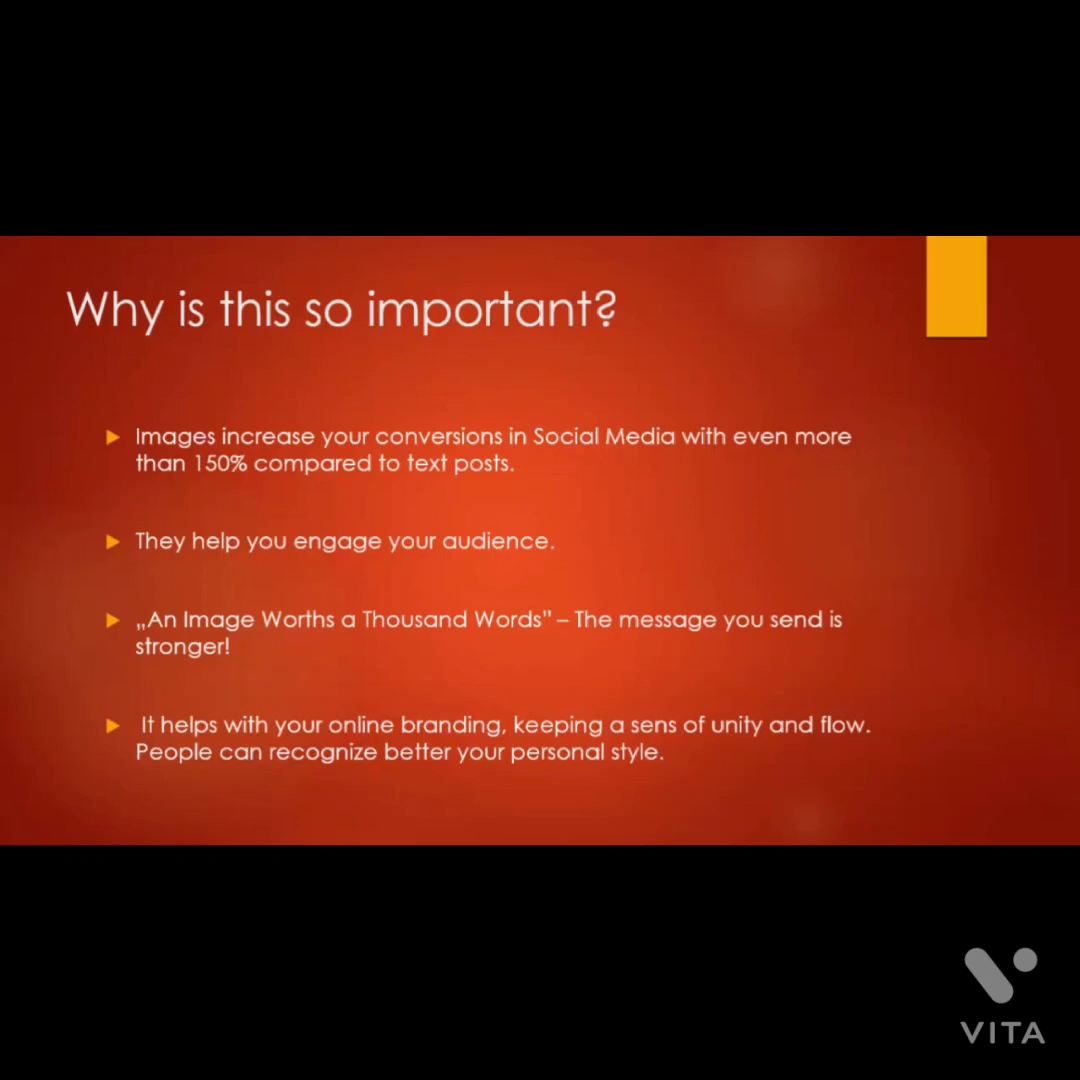 Why is this so important?
Images increase your conversions in Social Media with even more
than 150% compared to text posts.
They help you engage your audience.
„An Image Worths a Thousand Words” – The message you send is
stronger!
It helps with your online branding, keeping a sens of unity and flow.
People can recognize better your personal style.
VITA